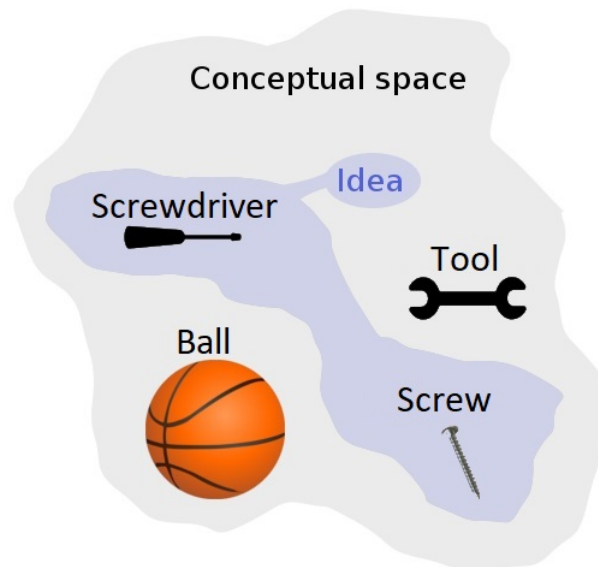 Conceptual space
Idea
Screwdriver
Tool
Ball
Screw